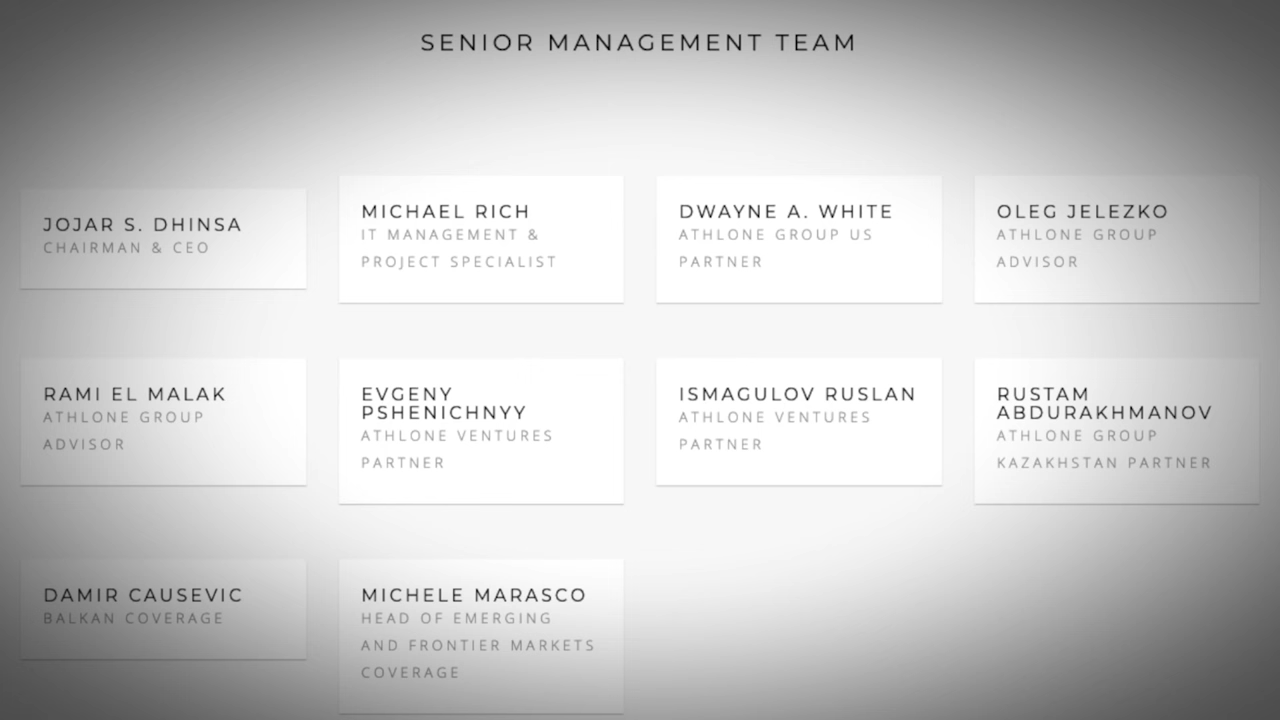 SENIOR MANAGEMENT TEAM
JOJAR S. DHINSA
CHAIRMAN & CEO
MICHAEL RICH
IT MANAGEMENT &
PROJECT SPECIALIST
DWAYNE A. WHITE
ATHLONE GROUP US
PARTNER
OLEG JELEZKO
ATHLONE GROUP
ADVISOR
RAMI EL MALAK
ATHLONE GROUP
ADVISOR
EVGENY
PSHENICHNYY
ATHLONE VENTURES
PARTNER
ISMAGULOV RUSLAN
ATHLONE VENTURES
PARTNER
RUSTAM
ABDURAKHMANOV
ATHLONE GROUP
KAZAKHSTAN PARTNER
DAMIR CAUSEVIC
BALKAN COVERAGE
MICHELE MARASCO
HEAD OF EMERGING
AND FRONTIER MARKETS
COVERAGE